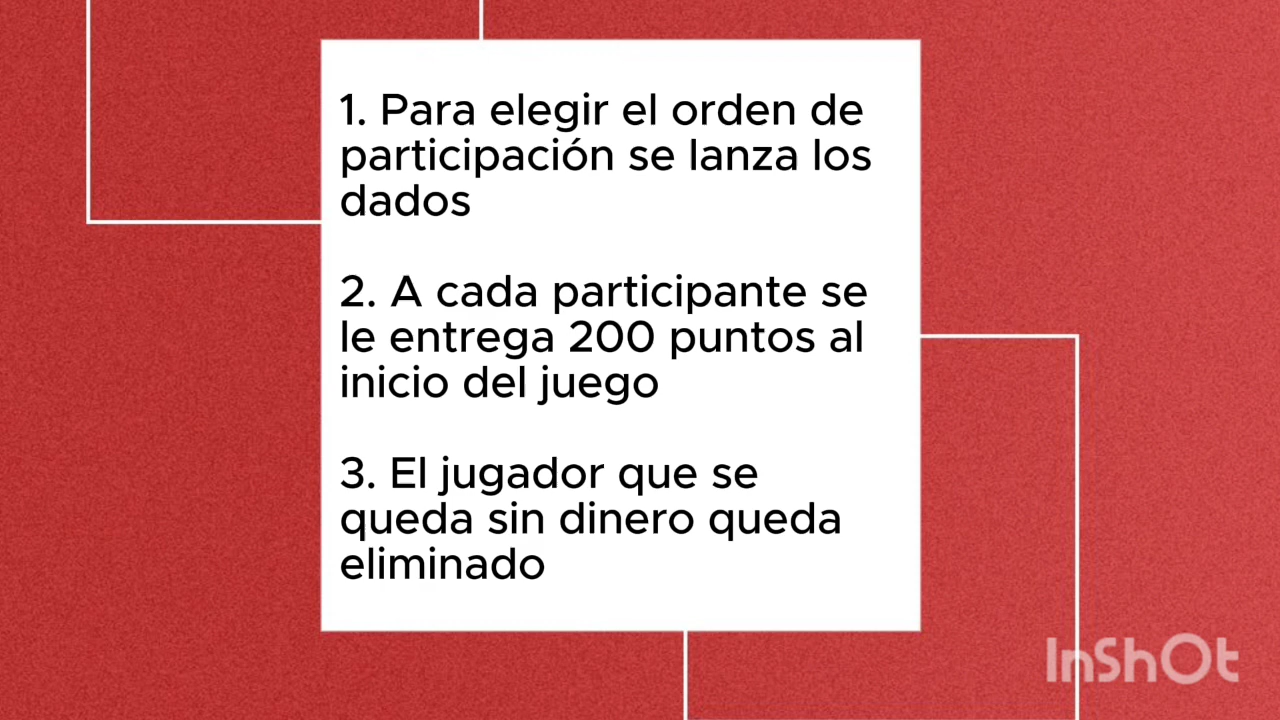 1. Para elegir el orden de
participación se lanza los
dados
2. A cada participante se
le entrega 200 puntos al
inicio del juego
3. El jugador que se
queda sin dinero queda
eliminado
InShOt